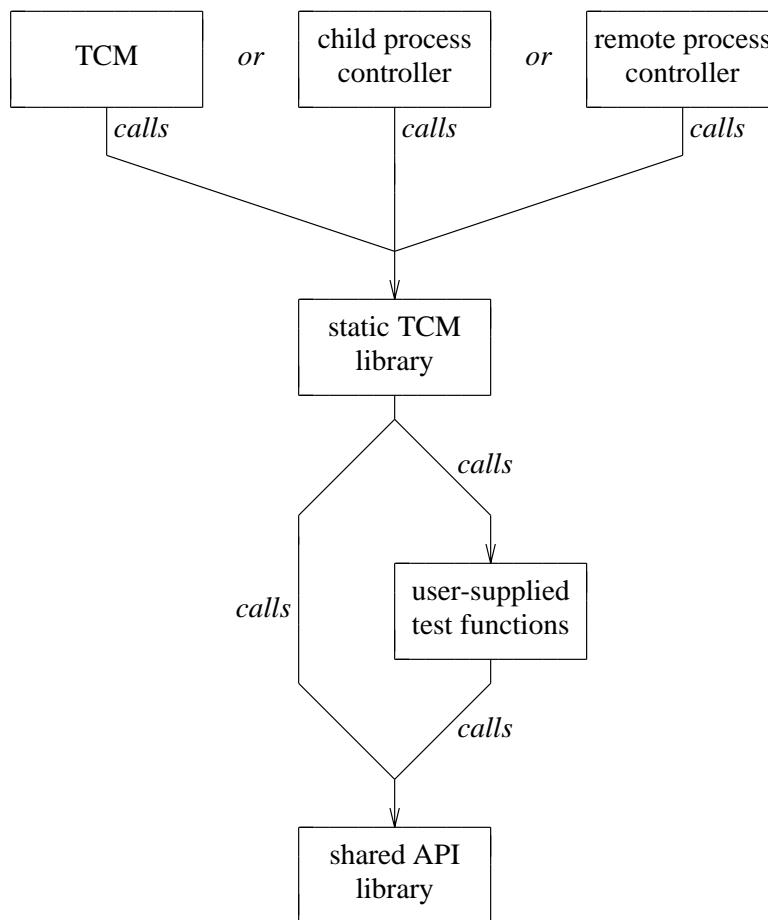 TCM
or
child process
controller
or
remote process
controller
calls
calls
calls
static TCM
library
calls
calls
user-supplied
test functions
calls
shared API
library